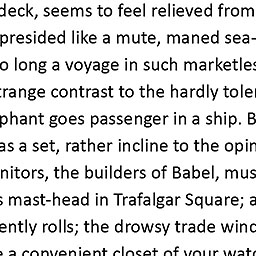 deck, seems to feel relieved from
presided like a mute, maned sea-
o long a voyage in such marketles
trange contrast to the hardly toler
phant goes passenger in a ship. B
as a set, rather incline to the opin
nitors, the builders of Babel, mus
s mast-head in Trafalgar Square; a
ently rolls; the drowsy trade wind
e a convenient closet of your watc